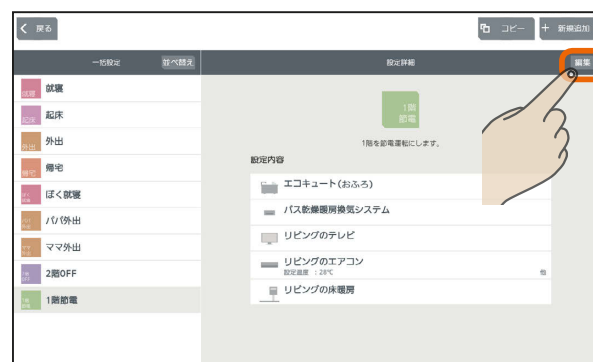 戻る
コピー
新規追加
一括設定
並べ替え
設定詳細
編集
就寝
就寝
起床
起床
外出
外出
帰宅
帰宅
ぼく就寝
パパ外出
ママ外出
2階OFF
1階節電
1階
節電
1階を節電運転にします。
設定内容
エコキュート(おふろ)
バス乾燥暖房換気システム
リビングのテレビ
リビングのエアコン
設定温度 : 28℃
他
リビングの床暖房